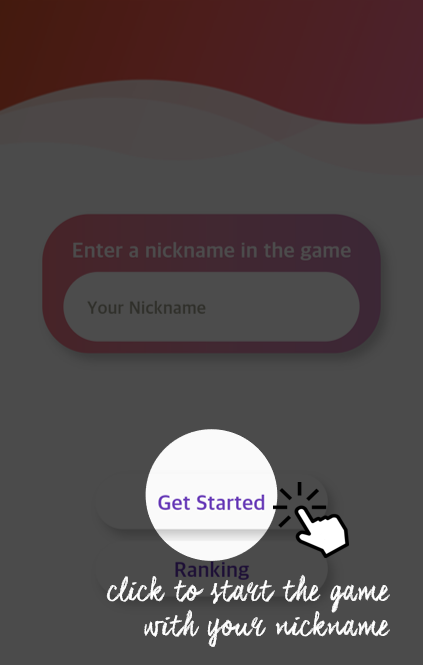 Enter a nickname in the game
Your Nickname
Get Started
Ranking
click to start the game
with your nickname